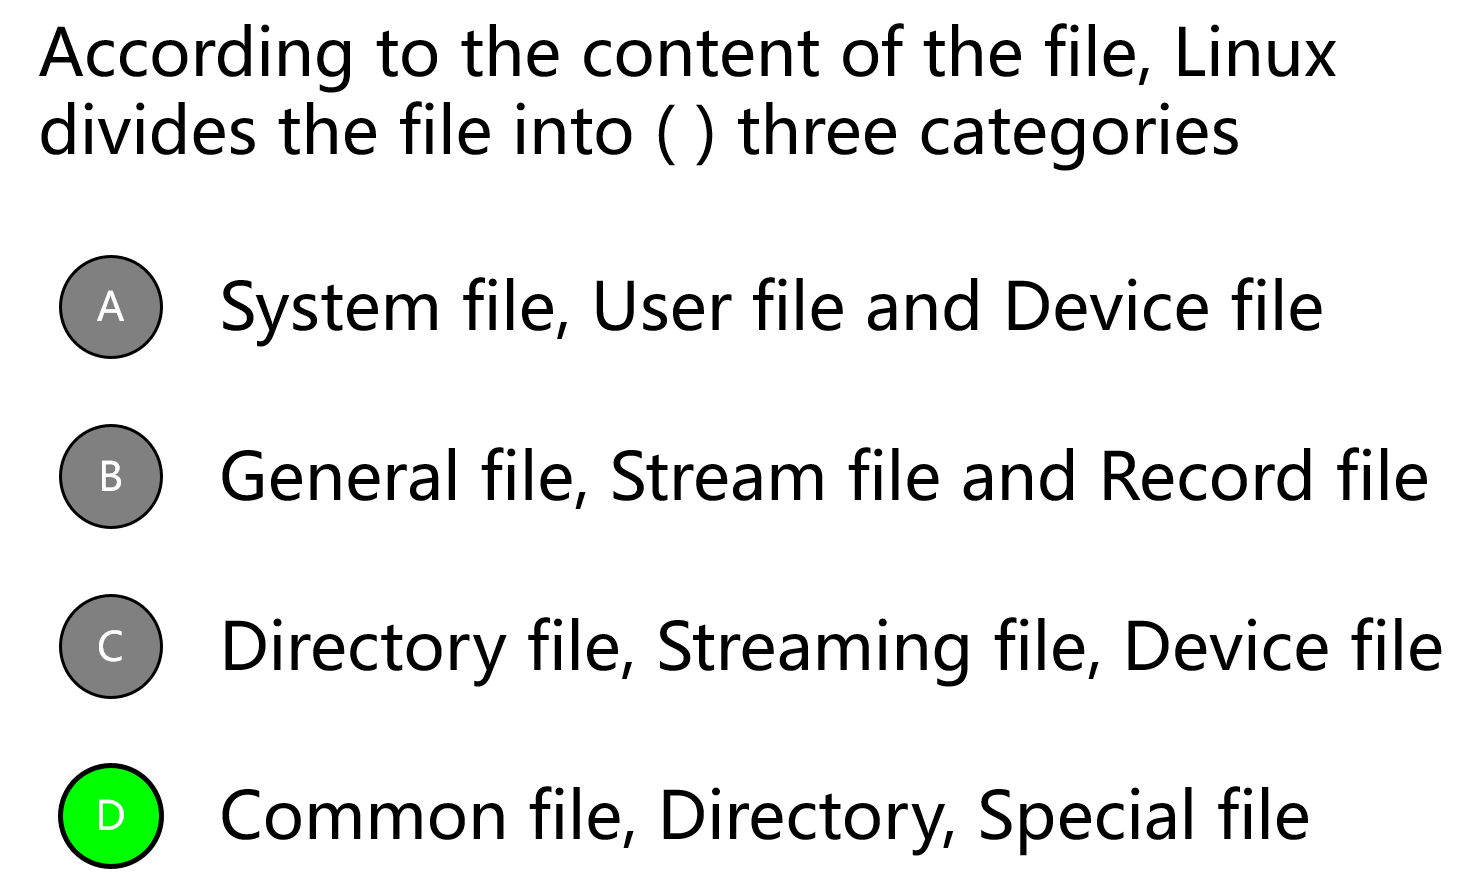 According to the content of the file, Linux
divides the file into ( ) three categories
A System file, User file and Device file
B General file, Stream file and Record file
C Directory file, Streaming file, Device file
D Common file, Directory, Special file